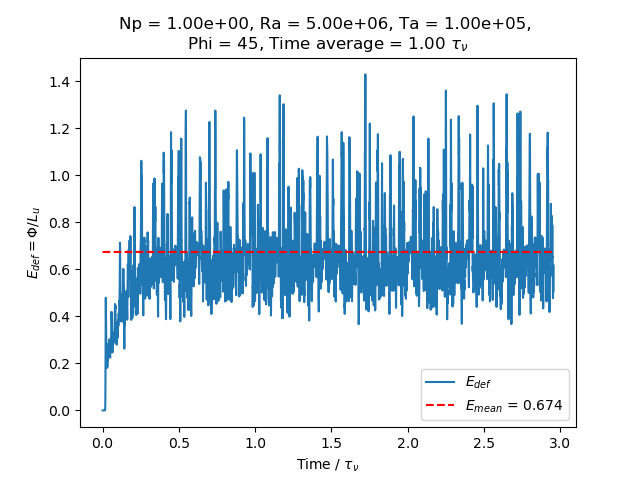 Np = 1.00e+00, Ra = 5.00e+06, Ta = 1.00e+05,
Phi = 45, Time average = 1.00 τν
1.4
1.2
1.0
0.8
0.6
0.4
0.2
0.0
E_def = Φ/L_u
E_def
E_mean = 0.674
0.0 0.5 1.0 1.5 2.0 2.5 3.0
Time / τν